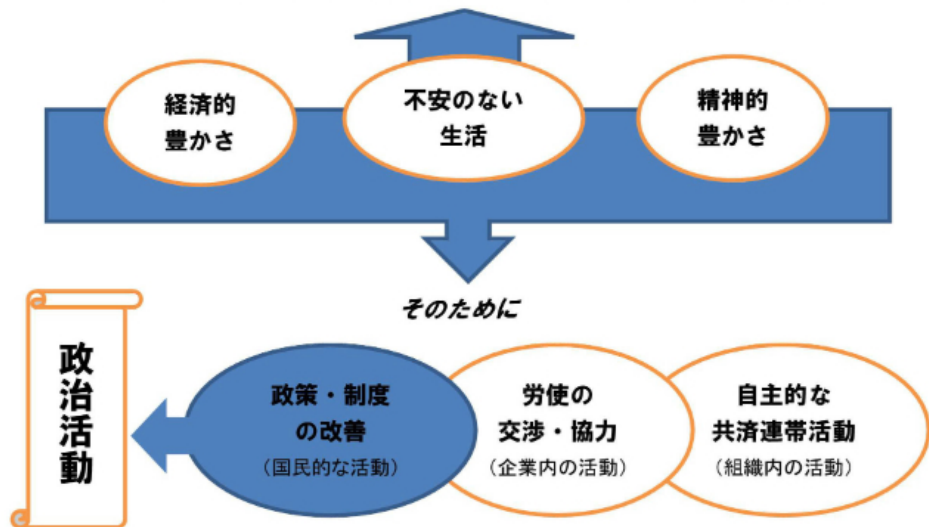 経済的
豊かさ
不安のない
生活
精神的
豊かさ
そのために
政治活動
政策・制度
の改善
（国民的な活動）
労使の
交渉・協力
（企業内の活動）
自主的な
共済連帯活動
（組織内の活動）